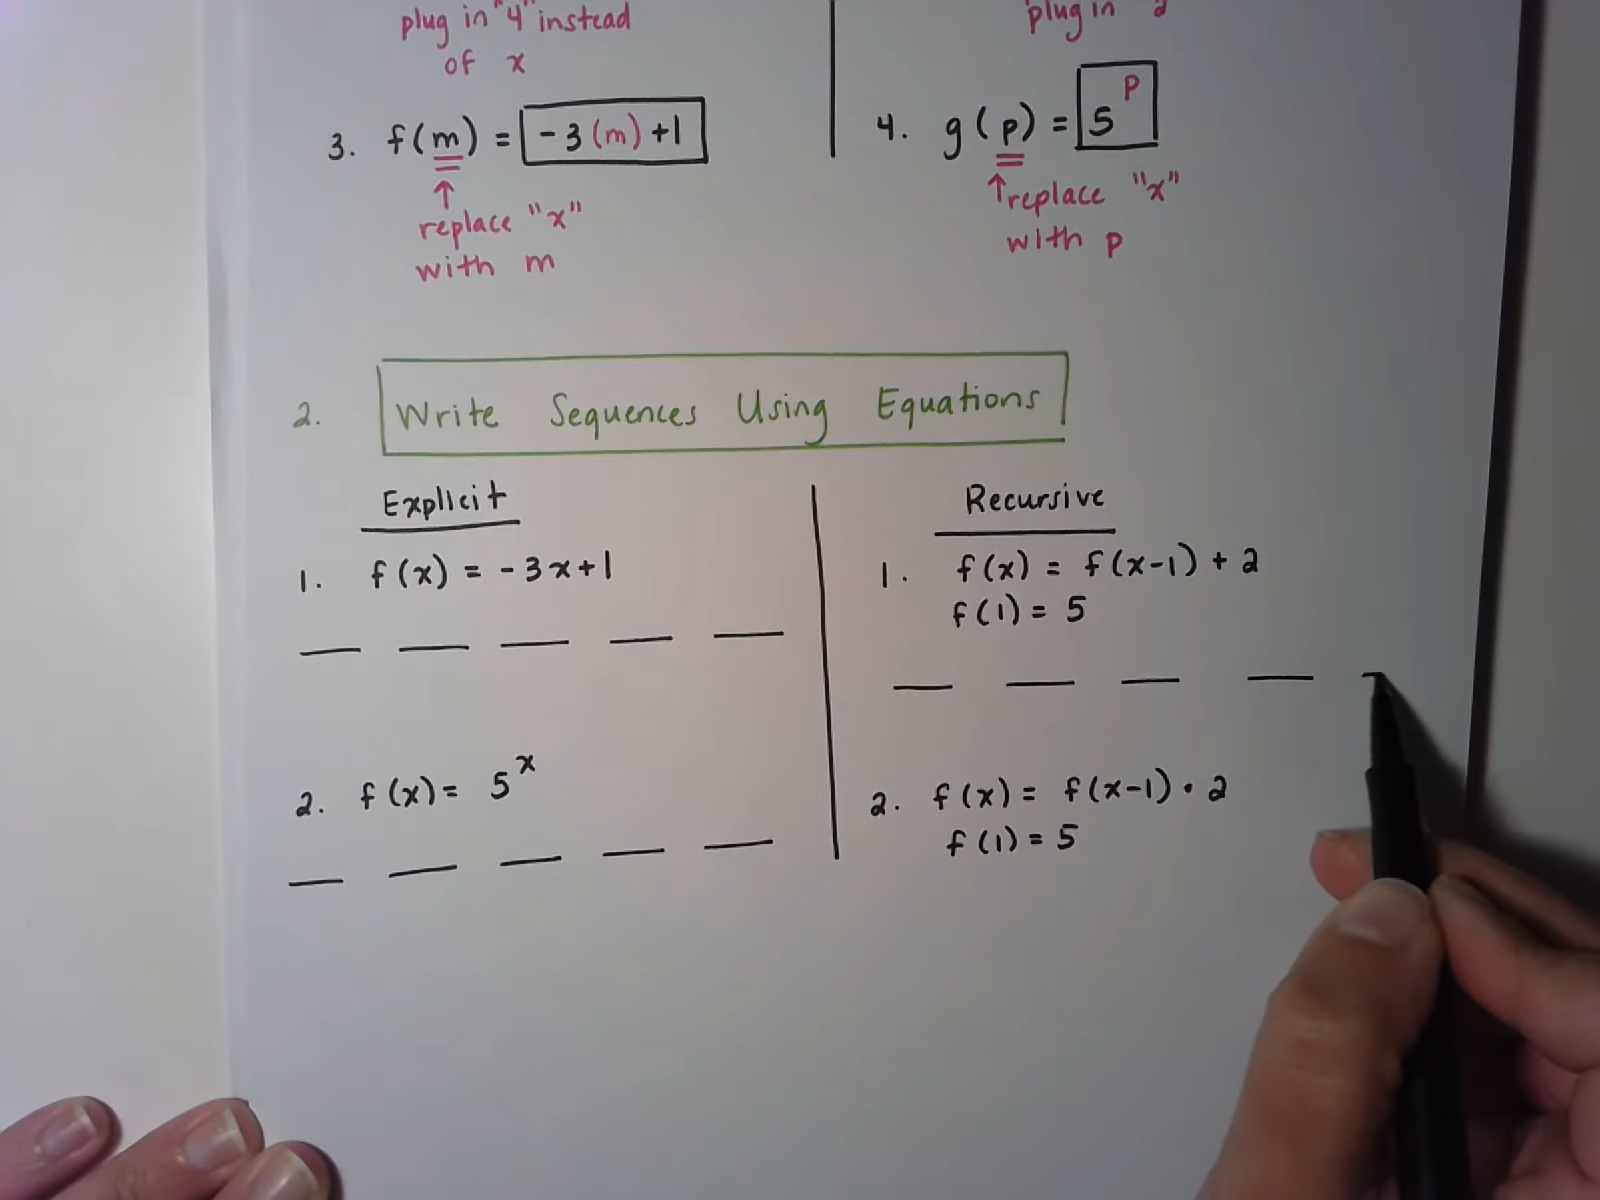 plug in "4" instead
of x
3. f(m) = -3(m)+1
replace "x"
with m
plug in
4. g(p) = 5^p
replace "x"
with p
2. Write Sequences Using Equations
Explicit
1. f(x) = -3x+1
2. f(x) = 5^x
Recursive
1. f(x) = f(x-1) + 2
f(1) = 5
2. f(x) = f(x-1) • 2
f(1) = 5